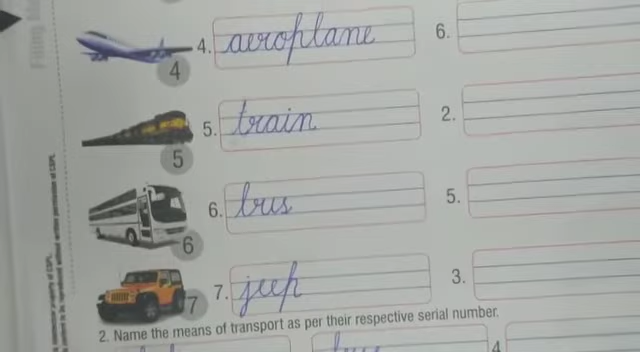 4. aeroplane 6.
4
5. train 2.
5
6. bus 5.
6
7. jeep 3.
7
2. Name the means of transport as per their respective serial number.
4